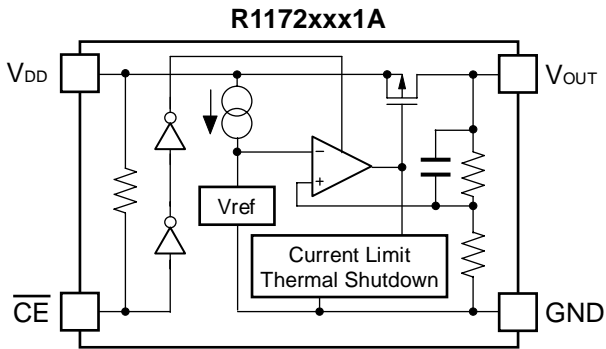 R1172xxx1A
VDD
VOUT
−
+
Vref
Current Limit
Thermal Shutdown
CE
GND